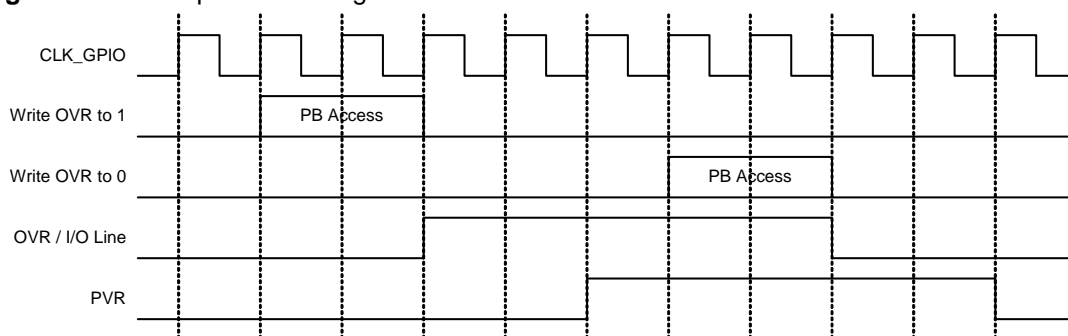 CLK_GPIO
Write OVR to 1
PB Access
Write OVR to 0
PB Access
OVR / I/O Line
PVR